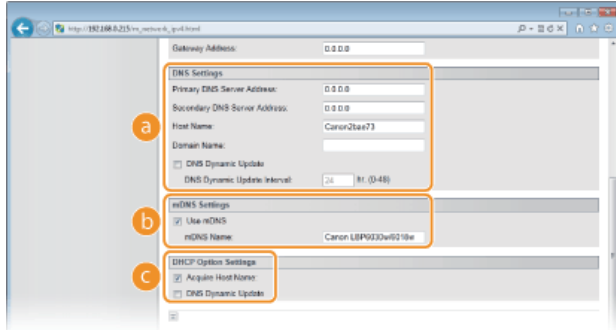 http://192.168.0.215/m_network_ipv4.html
Gateway Address: 0.0.0.0
DNS Settings
Primary DNS Server Address: 0.0.0.0
Secondary DNS Server Address: 0.0.0.0
Host Name: Canon2bae73
Domain Name:
DNS Dynamic Update
DNS Dynamic Update Interval: 24 hr. (0-48)
a
mDNS Settings
Use mDNS
mDNS Name: Canon LBP6030w/6018w
b
DHCP Option Settings
Acquire Host Name:
DNS Dynamic Update
c